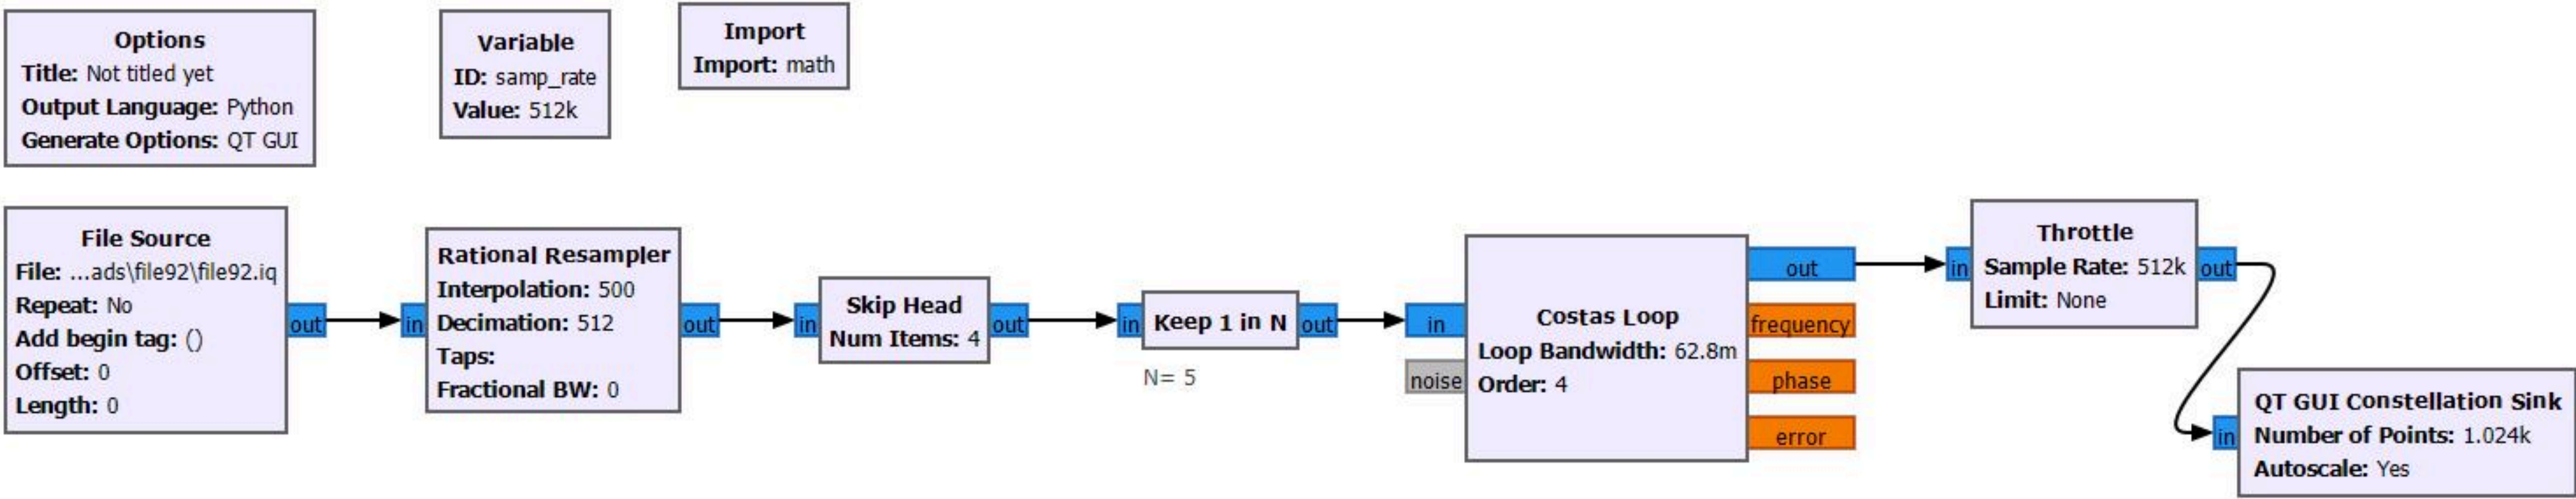 Options
Title: Not titled yet
Output Language: Python
Generate Options: QT GUI
Variable
ID: samp_rate
Value: 512k
Import
Import: math
File Source
File: ...ads\file92\file92.iq
Repeat: No
Add begin tag: ()
Offset: 0
Length: 0
out
in
Rational Resampler
Interpolation: 500
Decimation: 512
Taps:
Fractional BW: 0
out
in
Skip Head
Num Items: 4
out
in
Keep 1 in N
out
N= 5
in
noise
Costas Loop
Loop Bandwidth: 62.8m
Order: 4
out
frequency
phase
error
in
Throttle
Sample Rate: 512k
Limit: None
out
in
QT GUI Constellation Sink
Number of Points: 1.024k
Autoscale: Yes